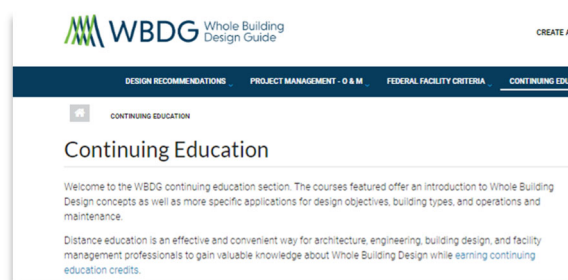 WBDG Whole Building
Design Guide
CREATE A
DESIGN RECOMMENDATIONS PROJECT MANAGEMENT - O & M FEDERAL FACILITY CRITERIA CONTINUING EDU
CONTINUING EDUCATION
Continuing Education
Welcome to the WBDG continuing education section. The courses featured offer an introduction to Whole Building
Design concepts as well as more specific applications for design objectives, building types, and operations and
maintenance.
Distance education is an effective and convenient way for architecture, engineering, building design, and facility
management professionals to gain valuable knowledge about Whole Building Design while earning continuing
education credits.